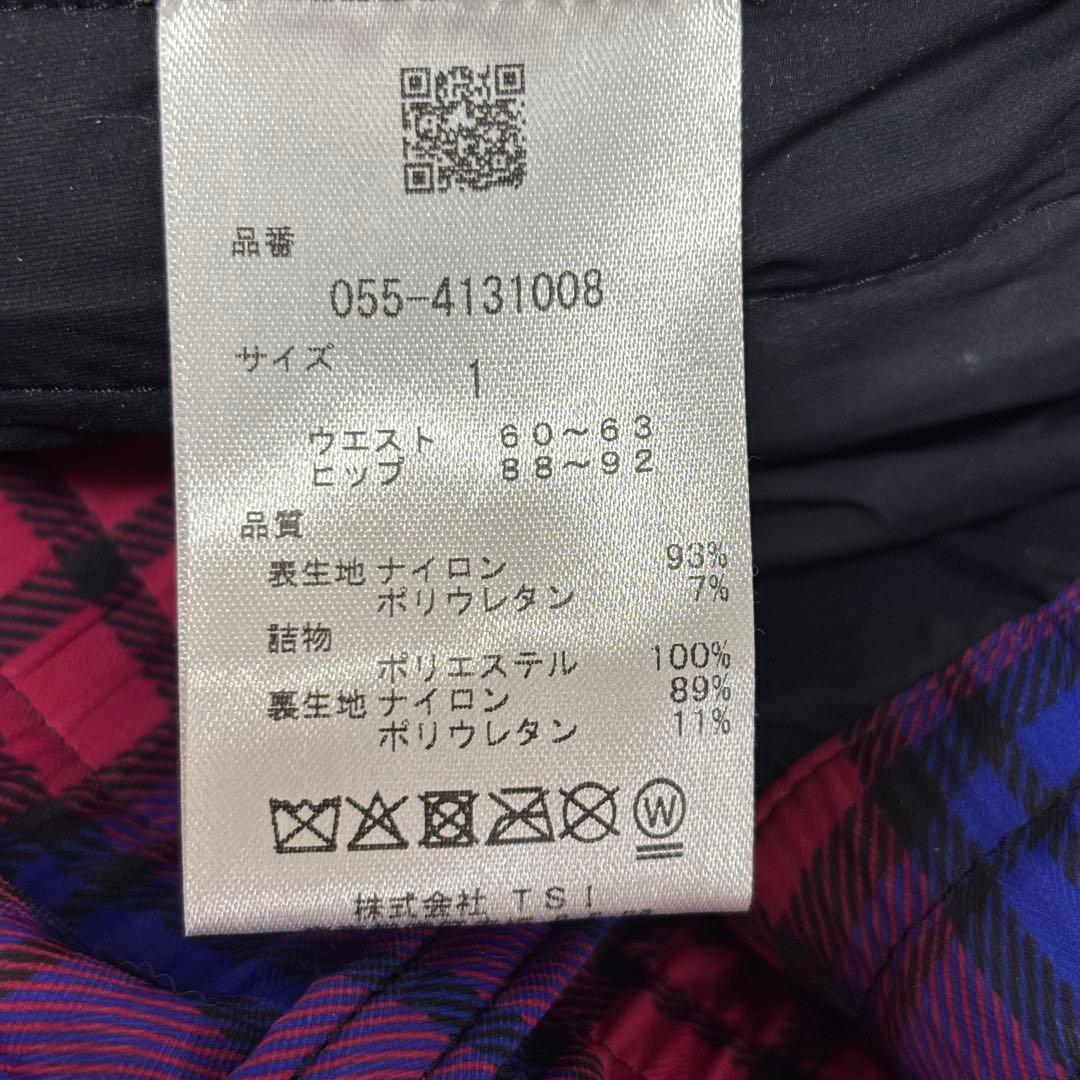 品番
055-4131008
サイズ 1
ウエスト 60～63
ヒップ 88～92
品質
表生地 ナイロン 93%
ポリウレタン 7%
詰物
ポリエステル 100%
裏生地 ナイロン 89%
ポリウレタン 11%
W
株式会社 TSI